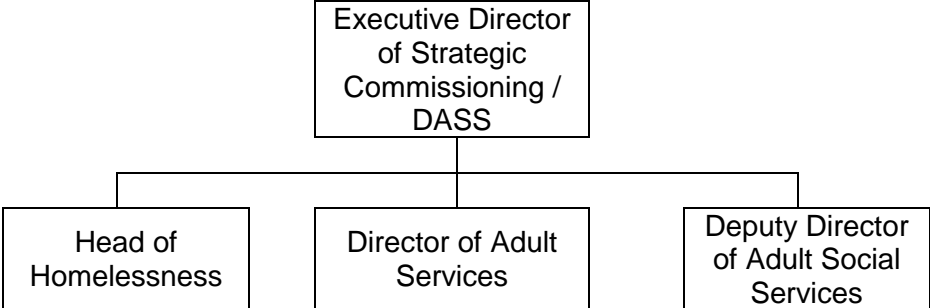 Executive Director
of Strategic
Commissioning /
DASS
Head of
Homelessness
Director of Adult
Services
Deputy Director
of Adult Social
Services